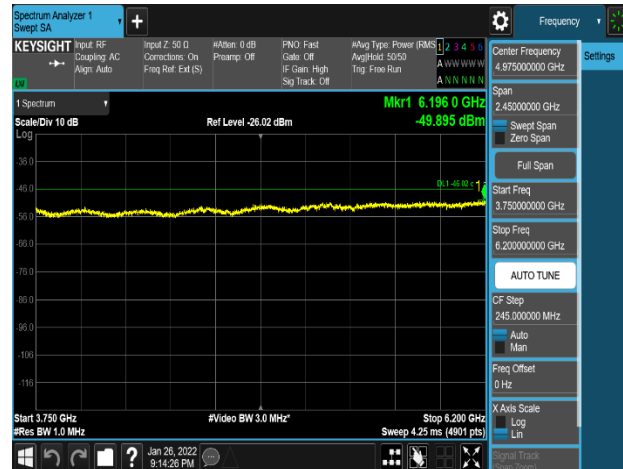 Spectrum Analyzer 1
Swept SA
Frequency
KEYSIGHT
Input: RF
Coupling: AC
Align: Auto
Input Z: 50 Ω
Corrections: On
Freq Ref: Ext (S)
#Atten: 0 dB
Preamp: Off
PNO: Fast
Gate: Off
IF Gain: High
Sig Track: Off
#Avg Type: Power (RMS
Avg|Hold: 50/50
Trig: Free Run
1 2 3 4 5 6
A W W W W W
A N N N N N
LXI
1 Spectrum
Mkr1 6.196 0 GHz
-49.895 dBm
Scale/Div 10 dB
Ref Level -26.02 dBm
Log
-36.0
-46.0
-56.0
-66.0
-76.0
-86.0
-96.0
-106
-116
1
Start 3.750 GHz
#Video BW 3.0 MHz*
Stop 6.200 GHz
#Res BW 1.0 MHz
Sweep 4.25 ms (4901 pts)
?
Jan 26, 2022
9:14:26 PM
Center Frequency
4.975000000 GHz
Settings
Span
2.45000000 GHz
Swept Span
Zero Span
Full Span
Start Freq
3.750000000 GHz
Stop Freq
6.200000000 GHz
AUTO TUNE
CF Step
245.000000 MHz
Auto
Man
Freq Offset
0 Hz
X Axis Scale
Log
Lin
Signal Track
(Span Zoom)